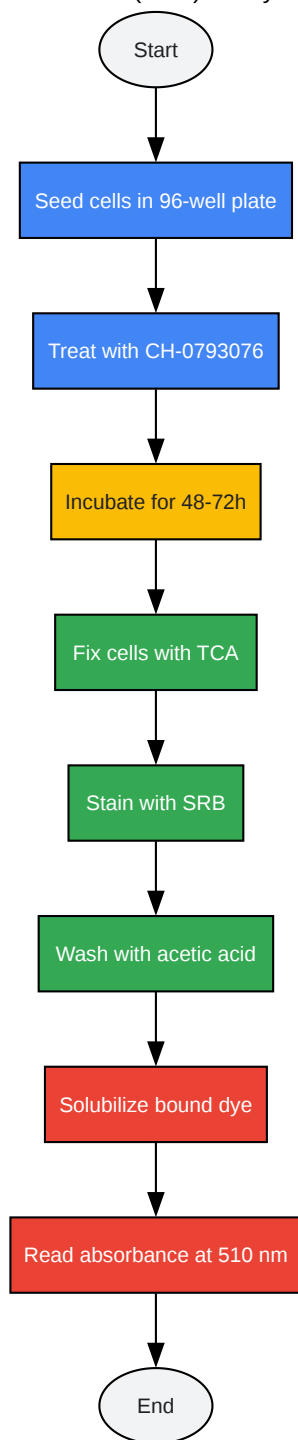 Start
Seed cells in 96-well plate
Treat with CH-0793076
Incubate for 48-72h
Fix cells with TCA
Stain with SRB
Wash with acetic acid
Solubilize bound dye
Read absorbance at 510 nm
End